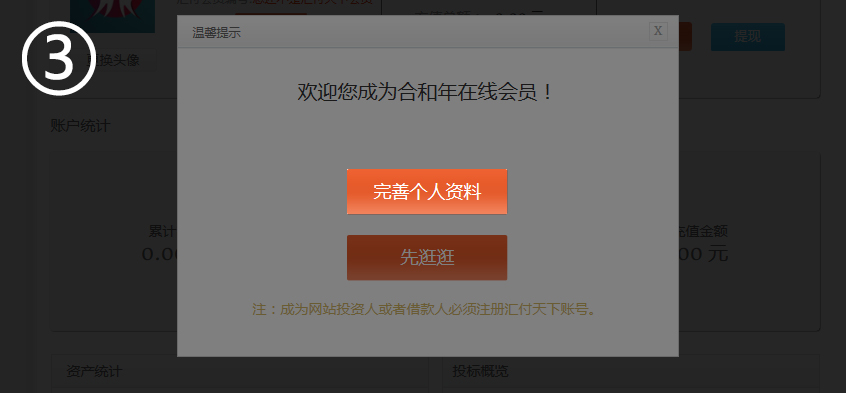 ③
提现
更换头像
温馨提示
X
欢迎您成为合和年在线会员！
账户统计
完善个人资料
累计
0.00
充值金额
00 元
先逛逛
注：成为网站投资人或者借款人必须注册汇付天下账号。
资产统计
投标概览